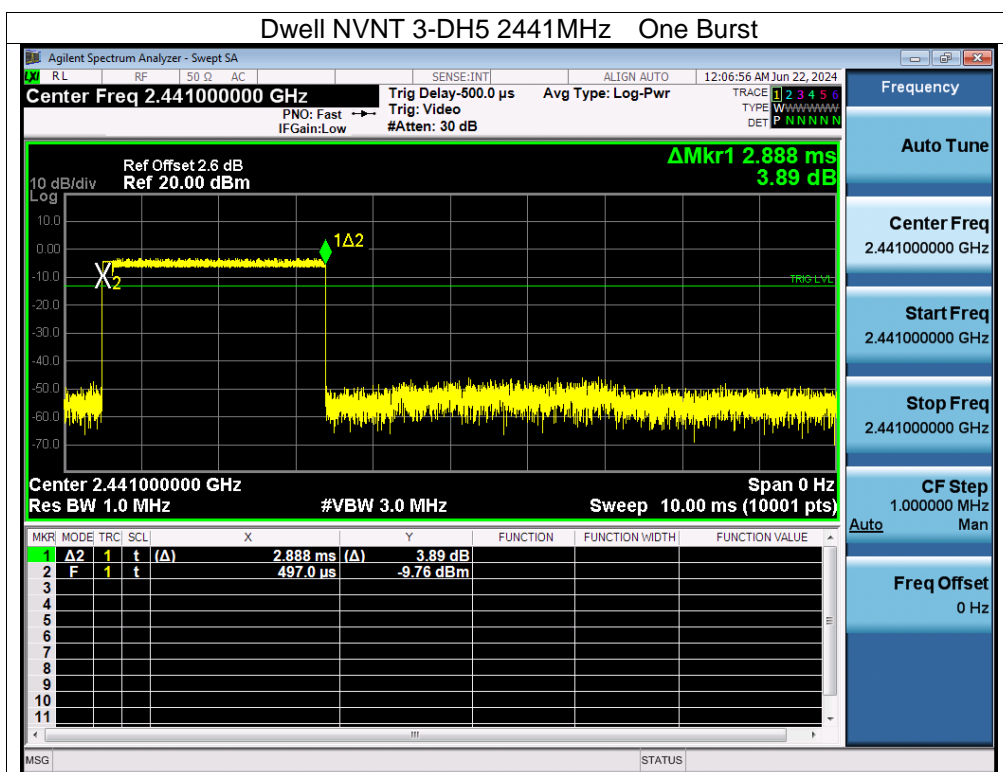 Dwell NVNT 3-DH5 2441MHz One Burst
Agilent Spectrum Analyzer - Swept SA
LXI RL RF 50 Ω AC SENSE:INT ALIGN AUTO 12:06:56 AM Jun 22, 2024
Center Freq 2.441000000 GHz Trig Delay-500.0 µs Avg Type: Log-Pwr TRACE 1 2 3 4 5 6
PNO: Fast Trig: Video TYPE WWWWWWW
IFGain:Low #Atten: 30 dB DET P N N N N N
Frequency
Auto Tune
Center Freq
2.441000000 GHz
Start Freq
2.441000000 GHz
Stop Freq
2.441000000 GHz
CF Step
1.000000 MHz
Auto Man
Freq Offset
0 Hz
ΔMkr1 2.888 ms
3.89 dB
Ref Offset 2.6 dB
10 dB/div Ref 20.00 dBm
Log
10.0
0.00
-10.0
-20.0
-30.0
-40.0
-50.0
-60.0
-70.0
1Δ2
2
TRIG LVL
Center 2.441000000 GHz Span 0 Hz
Res BW 1.0 MHz #VBW 3.0 MHz Sweep 10.00 ms (10001 pts)
MKR MODE TRC SCL X Y FUNCTION FUNCTION WIDTH FUNCTION VALUE
1 Δ2 1 t (Δ) 2.888 ms (Δ) 3.89 dB
2 F 1 t 497.0 µs -9.76 dBm
3
4
5
6
7
8
9
10
11
MSG STATUS